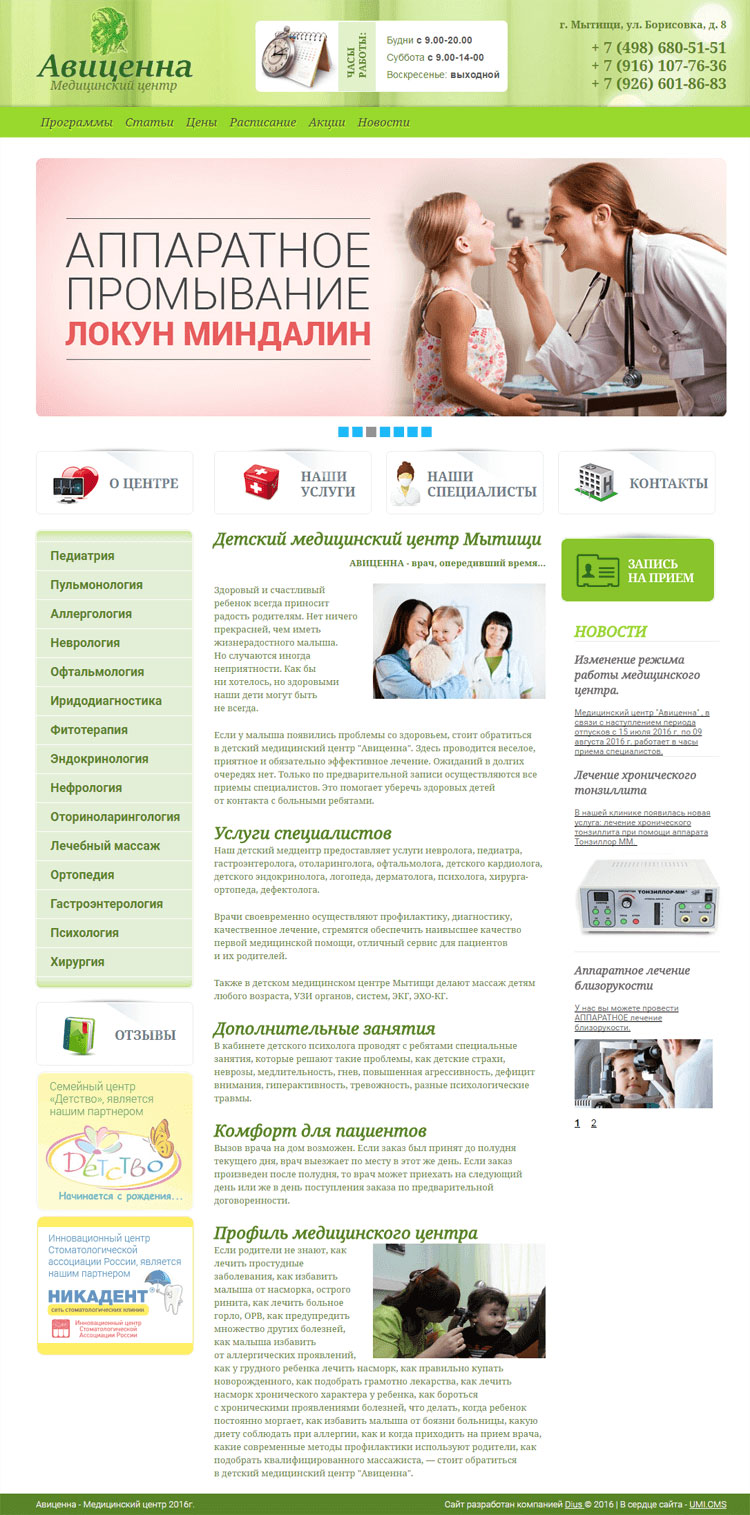 Авиценна
Медицинский центр
ЧАСЫ
РАБОТЫ:
Будни с 9.00-20.00
Суббота с 9.00-14-00
Воскресенье: выходной
г. Мытищи, ул. Борисовка, д. 8
+ 7 (498) 680-51-51
+ 7 (916) 107-76-36
+ 7 (926) 601-86-83
Программы Статьи Цены Расписание Акции Новости
АППАРАТНОЕ
ПРОМЫВАНИЕ
ЛОКУН МИНДАЛИН
О ЦЕНТРЕ
НАШИ
УСЛУГИ
НАШИ
СПЕЦИАЛИСТЫ
КОНТАКТЫ
Педиатрия
Пульмонология
Аллергология
Неврология
Офтальмология
Иридодиагностика
Фитотерапия
Эндокринология
Нефрология
Оториноларингология
Лечебный массаж
Ортопедия
Гастроэнтерология
Психология
Хирургия
ОТЗЫВЫ
Семейный центр
«Детство», является
нашим партнером
Детство
Начинается с рождения...
Инновационный центр
Стоматологической
ассоциации России, является
нашим партнером
НИКАДЕНТ
СЕТЬ СТОМАТОЛОГИЧЕСКИХ КЛИНИК
Инновационный центр
Стоматологической
Ассоциации России
Детский медицинский центр Мытищи
АВИЦЕННА - врач, опередивший время...
Здоровый и счастливый
ребенок всегда приносит
радость родителям. Нет ничего
прекрасней, чем иметь
жизнерадостного малыша.
Но случаются иногда
неприятности. Как бы
ни хотелось, но здоровыми
наши дети могут быть
не всегда.
Если у малыша появились проблемы со здоровьем, стоит обратиться
в детский медицинский центр "Авиценна". Здесь проводится веселое,
приятное и обязательно эффективное лечение. Ожиданий в долгих
очередях нет. Только по предварительной записи осуществляются все
приемы специалистов. Это помогает уберечь здоровых детей
от контакта с больными ребятами.
Услуги специалистов
Наш детский медцентр предоставляет услуги невролога, педиатра,
гастроэнтеролога, отоларинголога, офтальмолога, детского кардиолога,
детского эндокринолога, логопеда, дерматолога, психолога, хирурга-
ортопеда, дефектолога.
Врачи своевременно осуществляют профилактику, диагностику,
качественное лечение, стремятся обеспечить наивысшее качество
первой медицинской помощи, отличный сервис для пациентов
и их родителей.
Также в детском медицинском центре Мытищи делают массаж детям
любого возраста, УЗИ органов, систем, ЭКГ, ЭХО-КГ.
Дополнительные занятия
В кабинете детского психолога проводят с ребятами специальные
занятия, которые решают такие проблемы, как детские страхи,
неврозы, медлительность, гнев, повышенная агрессивность, дефицит
внимания, гиперактивность, тревожность, разные психологические
травмы.
Комфорт для пациентов
Вызов врача на дом возможен. Если заказ был принят до полудня
текущего дня, врач выезжает по месту в этот же день. Если заказ
произведен после полудня, то врач может приехать на следующий
день или же в день поступления заказа по предварительной
договоренности.
Профиль медицинского центра
Если родители не знают, как
лечить простудные
заболевания, как избавить
малыша от насморка, острого
ринита, как лечить больное
горло, ОРВ, как предупредить
множество других болезней,
как малыша избавить
от аллергических проявлений,
как у грудного ребенка лечить насморк, как правильно купать
новорожденного, как подобрать грамотно лекарства, как лечить
насморк хронического характера у ребенка, как бороться
с хроническими проявлениями болезней, что делать, когда ребенок
постоянно моргает, как избавить малыша от боязни больницы, какую
диету соблюдать при аллергии, как и когда приходить на прием врача,
какие современные методы профилактики используют родители, как
подобрать квалифицированного массажиста, — стоит обратиться
в детский медицинский центр "Авиценна".
ЗАПИСЬ
НА ПРИЕМ
НОВОСТИ
Изменение режима
работы медицинского
центра.
Медицинский центр "Авиценна" , в
связи с наступлением периода
отпусков с 15 июля 2016 г. по 09
августа 2016 г. работает в часы
приема специалистов.
Лечение хронического
тонзиллита
В нашей клинике появилась новая
услуга: лечение хронического
тонзиллита при помощи аппарата
Тонзиллор ММ.
ТОНЗИЛЛОР-ММ
Аппаратное лечение
близорукости
У нас вы можете провести
АППАРАТНОЕ лечение
близорукости.
1 2
Авиценна - Медицинский центр 2016г.
Сайт разработан компанией Dius © 2016 | В сердце сайта - UMI.CMS